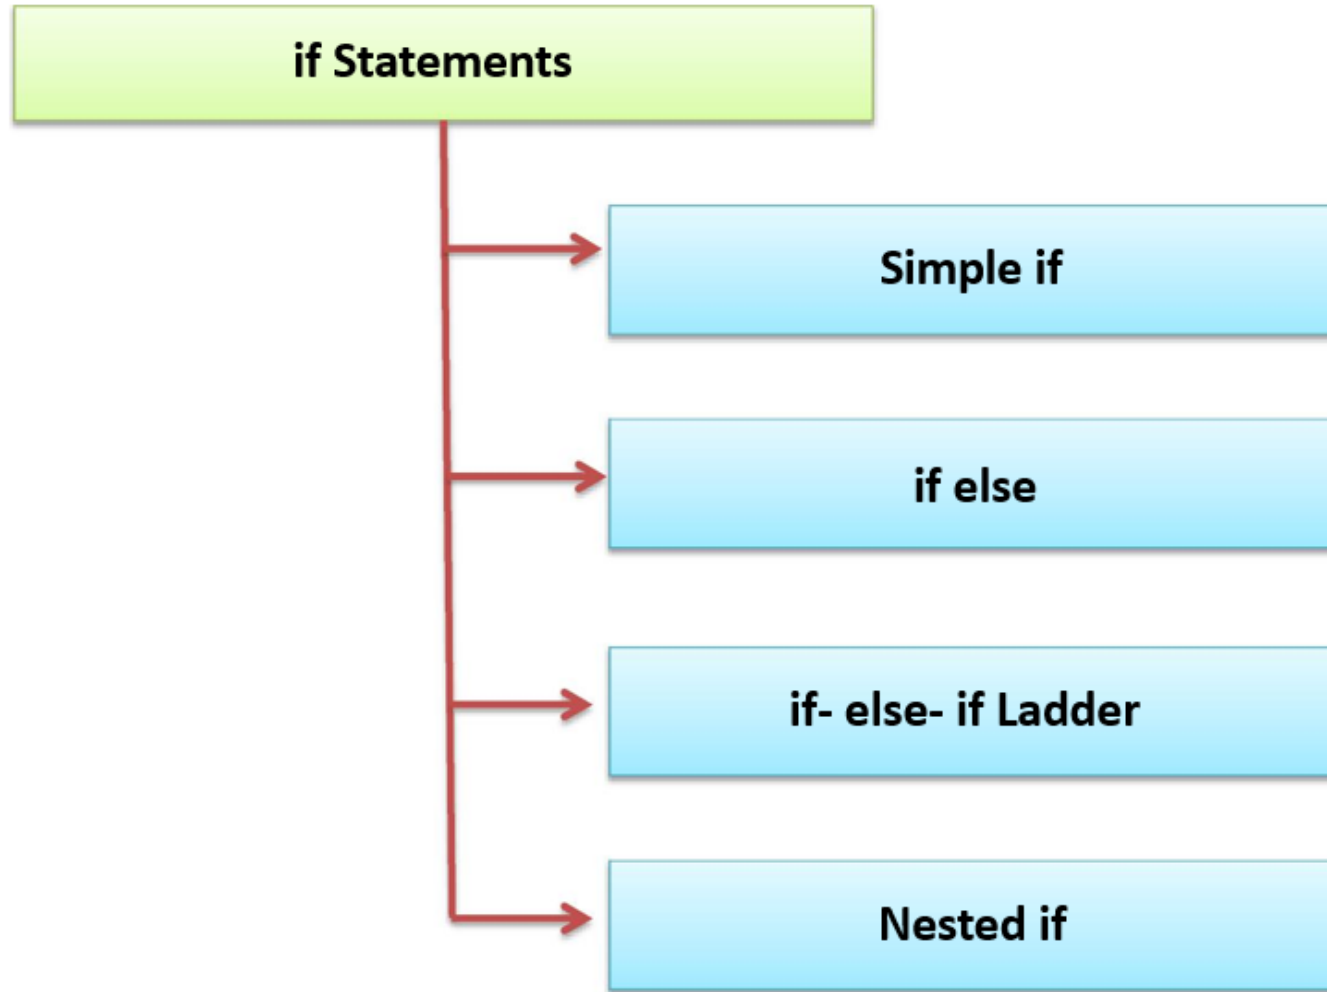 if Statements
Simple if
if else
if- else- if Ladder
Nested if